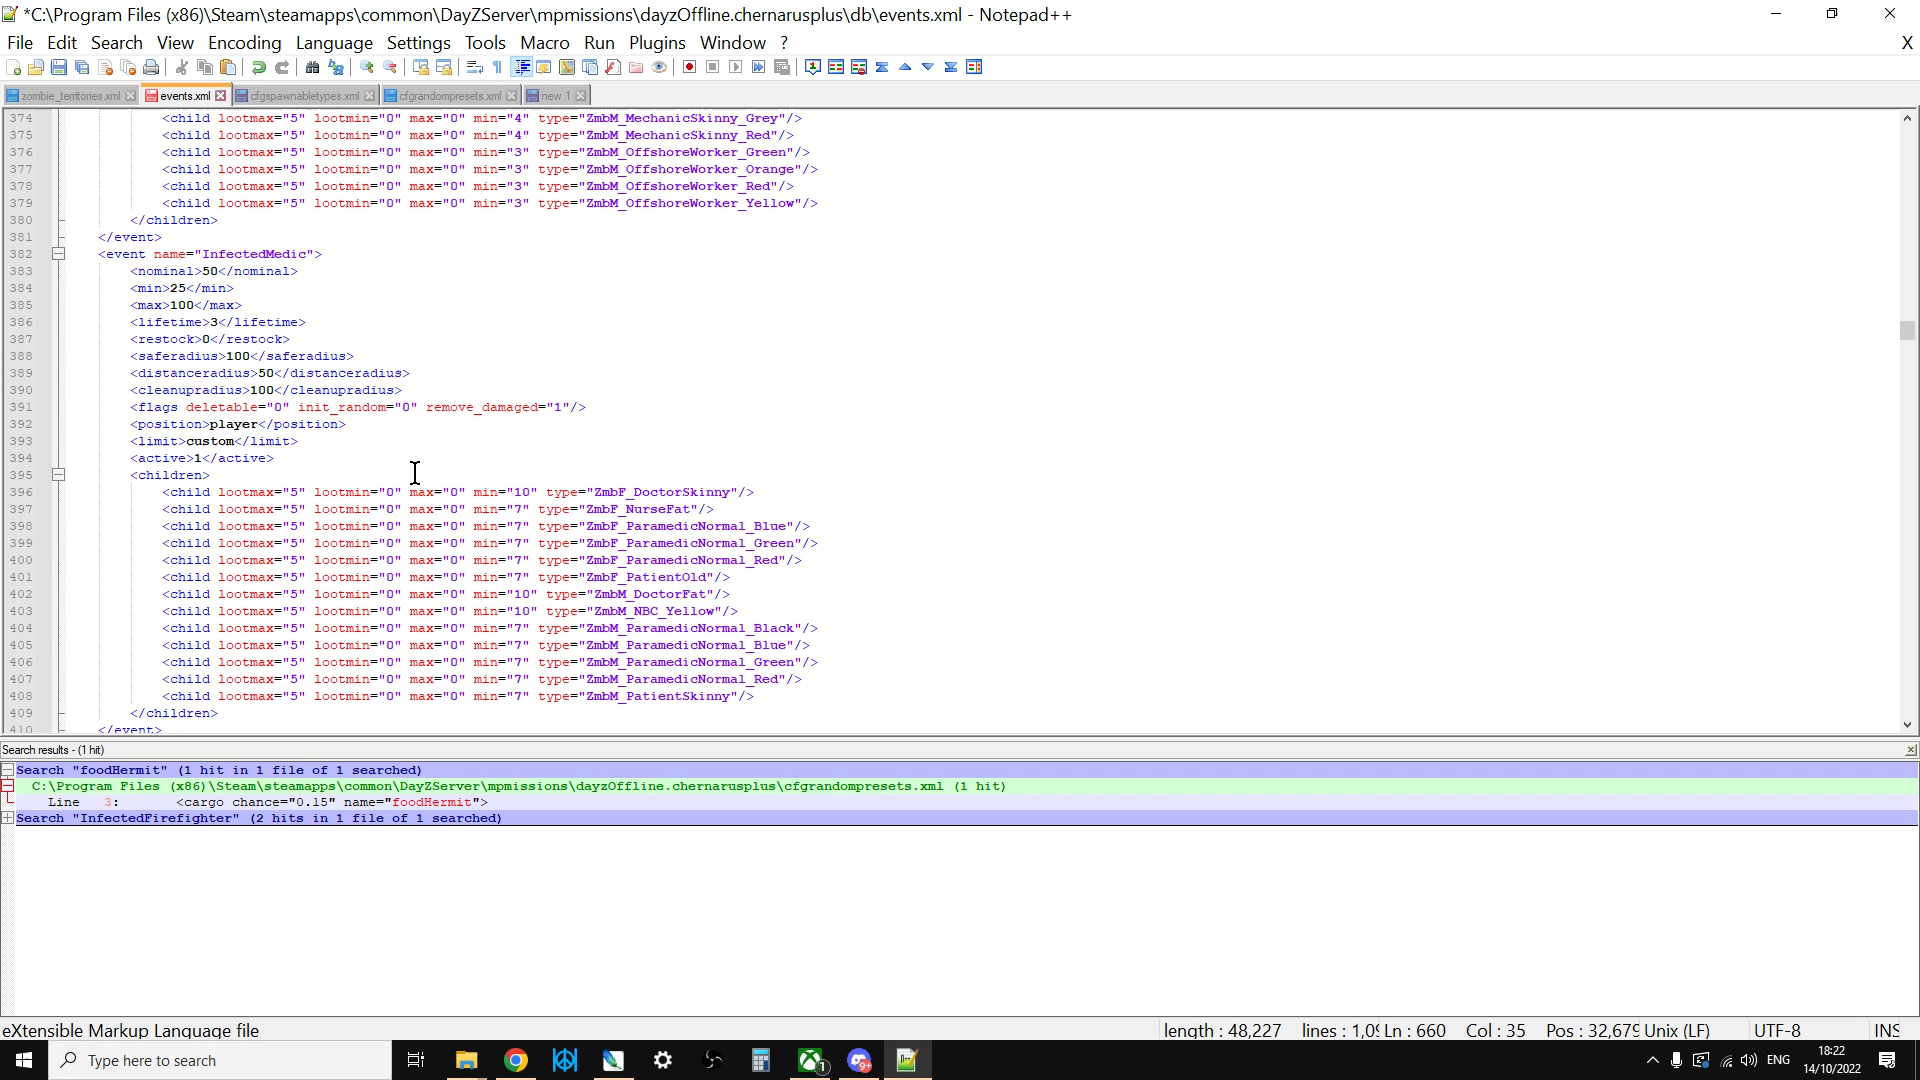 *C:\Program Files (x86)\Steam\steamapps\common\DayZServer\mpmissions\dayzOffline.chernarusplus\db\events.xml - Notepad++
File Edit Search View Encoding Language Settings Tools Macro Run Plugins Window ? X
zombie_territories.xml events.xml cfgspawnabletypes.xml cfgrandompresets.xml new 1
374 <child lootmax="5" lootmin="0" max="0" min="4" type="ZmbM_MechanicSkinny_Grey"/>
375 <child lootmax="5" lootmin="0" max="0" min="4" type="ZmbM_MechanicSkinny_Red"/>
376 <child lootmax="5" lootmin="0" max="0" min="3" type="ZmbM_OffshoreWorker_Green"/>
377 <child lootmax="5" lootmin="0" max="0" min="3" type="ZmbM_OffshoreWorker_Orange"/>
378 <child lootmax="5" lootmin="0" max="0" min="3" type="ZmbM_OffshoreWorker_Red"/>
379 <child lootmax="5" lootmin="0" max="0" min="3" type="ZmbM_OffshoreWorker_Yellow"/>
380 </children>
381 </event>
382 <event name="InfectedMedic">
383 <nominal>50</nominal>
384 <min>25</min>
385 <max>100</max>
386 <lifetime>3</lifetime>
387 <restock>0</restock>
388 <saferadius>100</saferadius>
389 <distanceradius>50</distanceradius>
390 <cleanupradius>100</cleanupradius>
391 <flags deletable="0" init_random="0" remove_damaged="1"/>
392 <position>player</position>
393 <limit>custom</limit>
394 <active>1</active>
395 <children>
396 <child lootmax="5" lootmin="0" max="0" min="10" type="ZmbF_DoctorSkinny"/>
397 <child lootmax="5" lootmin="0" max="0" min="7" type="ZmbF_NurseFat"/>
398 <child lootmax="5" lootmin="0" max="0" min="7" type="ZmbF_ParamedicNormal_Blue"/>
399 <child lootmax="5" lootmin="0" max="0" min="7" type="ZmbF_ParamedicNormal_Green"/>
400 <child lootmax="5" lootmin="0" max="0" min="7" type="ZmbF_ParamedicNormal_Red"/>
401 <child lootmax="5" lootmin="0" max="0" min="7" type="ZmbF_PatientOld"/>
402 <child lootmax="5" lootmin="0" max="0" min="10" type="ZmbM_DoctorFat"/>
403 <child lootmax="5" lootmin="0" max="0" min="10" type="ZmbM_NBC_Yellow"/>
404 <child lootmax="5" lootmin="0" max="0" min="7" type="ZmbM_ParamedicNormal_Black"/>
405 <child lootmax="5" lootmin="0" max="0" min="7" type="ZmbM_ParamedicNormal_Blue"/>
406 <child lootmax="5" lootmin="0" max="0" min="7" type="ZmbM_ParamedicNormal_Green"/>
407 <child lootmax="5" lootmin="0" max="0" min="7" type="ZmbM_ParamedicNormal_Red"/>
408 <child lootmax="5" lootmin="0" max="0" min="7" type="ZmbM_PatientSkinny"/>
409 </children>
410 </event>
Search results - (1 hit)
Search "foodHermit" (1 hit in 1 file of 1 searched)
C:\Program Files (x86)\Steam\steamapps\common\DayZServer\mpmissions\dayzOffline.chernarusplus\cfgrandompresets.xml (1 hit)
Line 3: <cargo chance="0.15" name="foodHermit">
Search "InfectedFirefighter" (2 hits in 1 file of 1 searched)
eXtensible Markup Language file length : 48,227 lines : 1,09 Ln : 660 Col : 35 Pos : 32,679 Unix (LF) UTF-8 INS
Type here to search 1 9+ ENG 18:22
14/10/2022